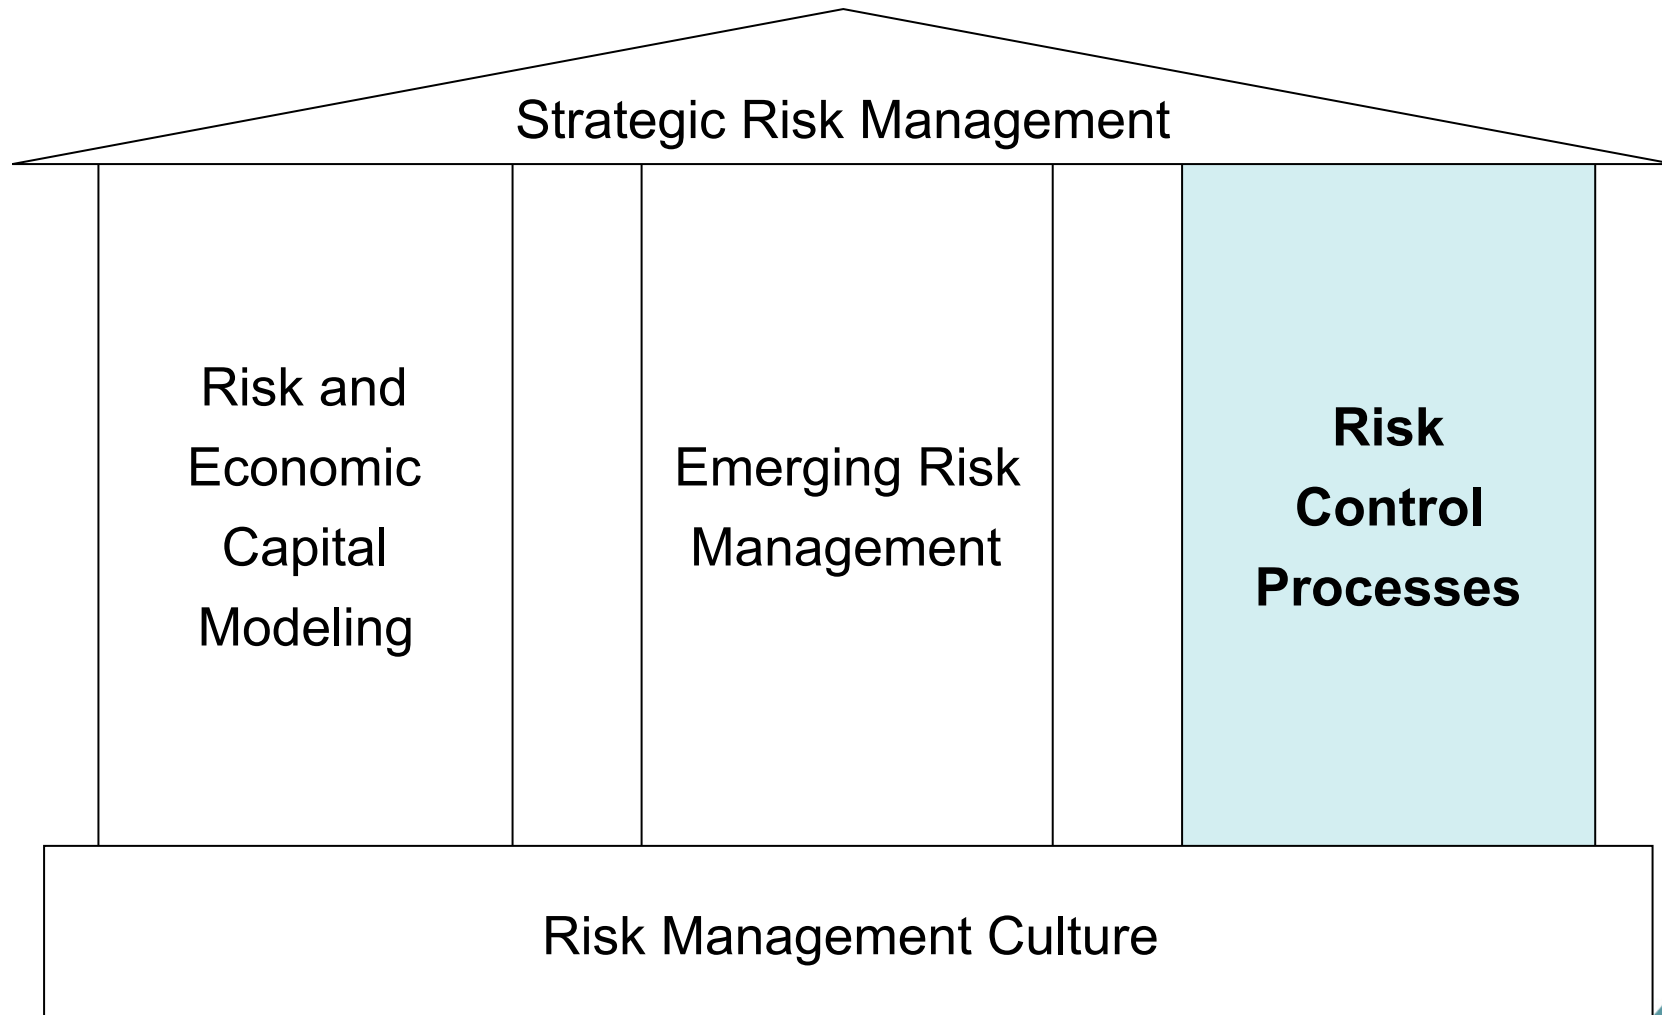 Strategic Risk Management
Risk and
Economic
Capital
Modeling
Emerging Risk
Management
Risk
Control
Processes
Risk Management Culture